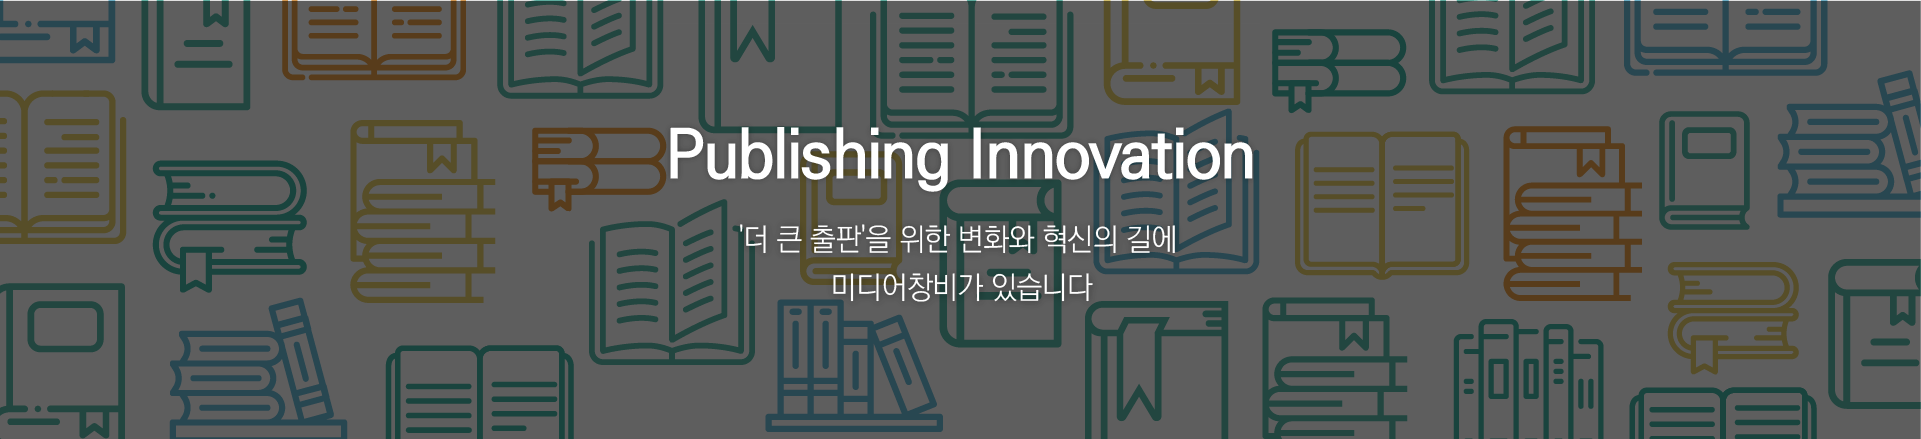 Publishing Innovation
'더 큰 출판'을 위한 변화와 혁신의 길에
미디어창비가 있습니다